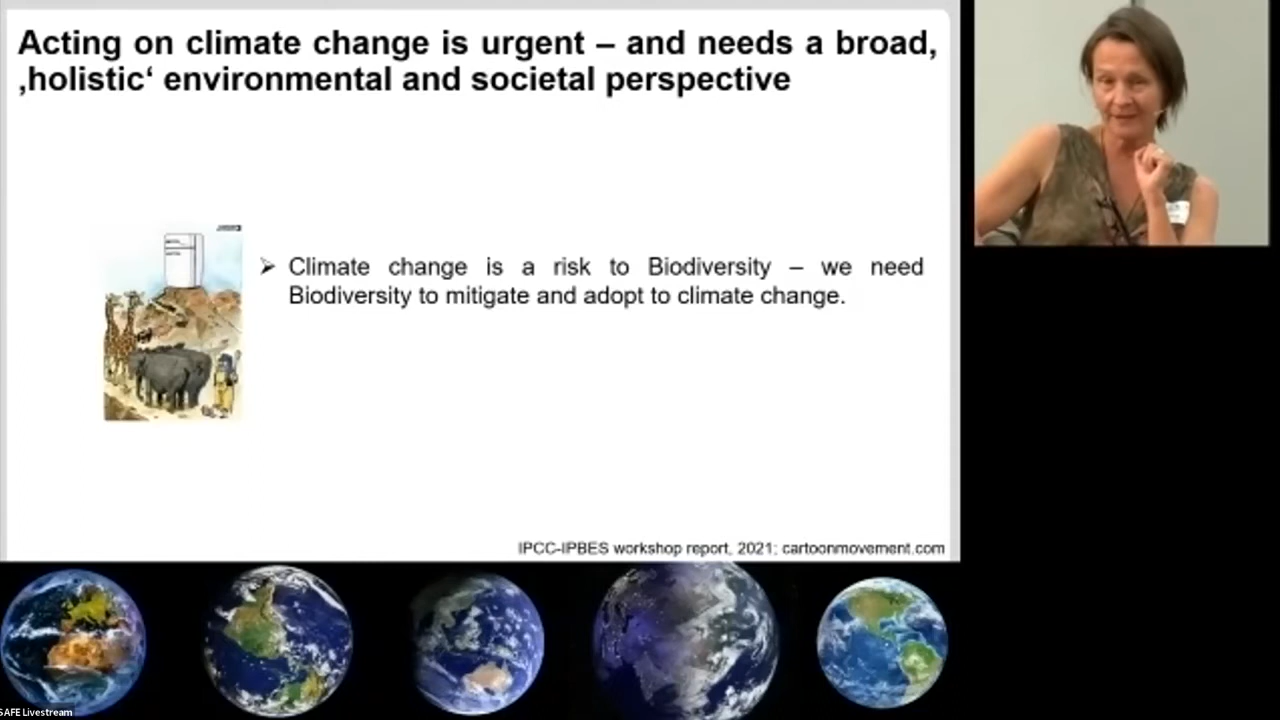 Acting on climate change is urgent – and needs a broad,
‚holistic‘ environmental and societal perspective
➢ Climate change is a risk to Biodiversity – we need
Biodiversity to mitigate and adopt to climate change.
IPCC-IPBES workshop report, 2021; cartoonmovement.com
SAFE Livestream